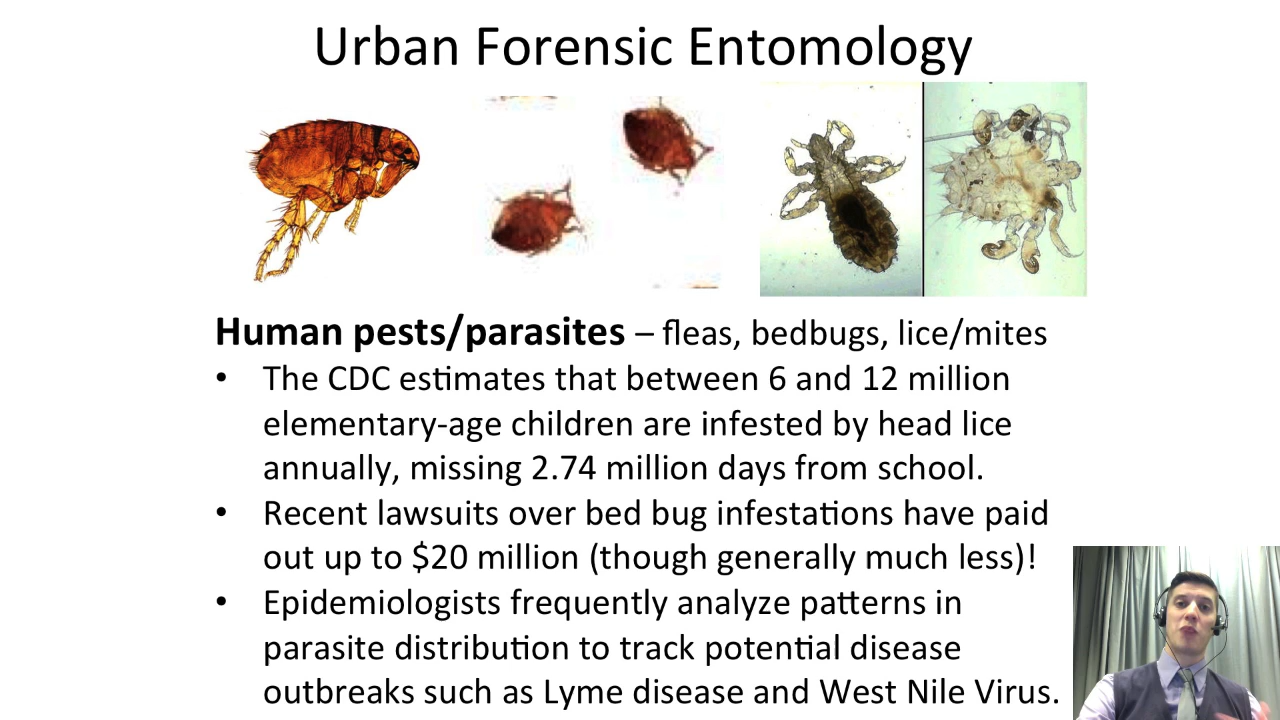 Urban Forensic Entomology
Human pests/parasites – fleas, bedbugs, lice/mites
• The CDC estimates that between 6 and 12 million
elementary-age children are infested by head lice
annually, missing 2.74 million days from school.
• Recent lawsuits over bed bug infestations have paid
out up to $20 million (though generally much less)!
• Epidemiologists frequently analyze patterns in
parasite distribution to track potential disease
outbreaks such as Lyme disease and West Nile Virus.